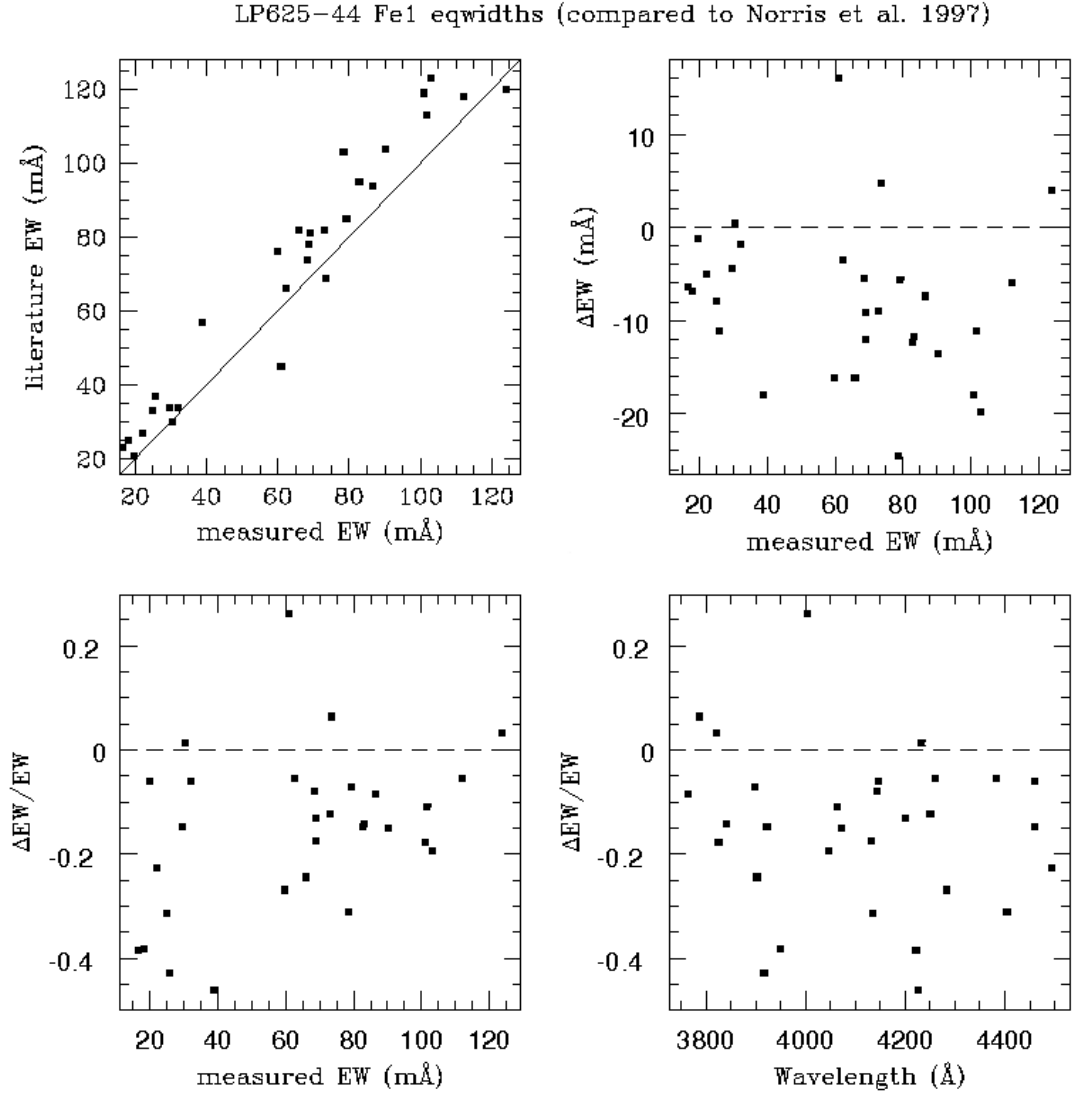 LP625-44 Fe1 eqwidths (compared to Norris et al. 1997)
literature EW (mÅ)
120
100
80
60
40
20
20 40 60 80 100 120
measured EW (mÅ)
ΔEW (mÅ)
10
0
-10
-20
20 40 60 80 100 120
measured EW (mÅ)
ΔEW/EW
0.2
0
-0.2
-0.4
20 40 60 80 100 120
measured EW (mÅ)
ΔEW/EW
0.2
0
-0.2
-0.4
3800 4000 4200 4400
Wavelength (Å)